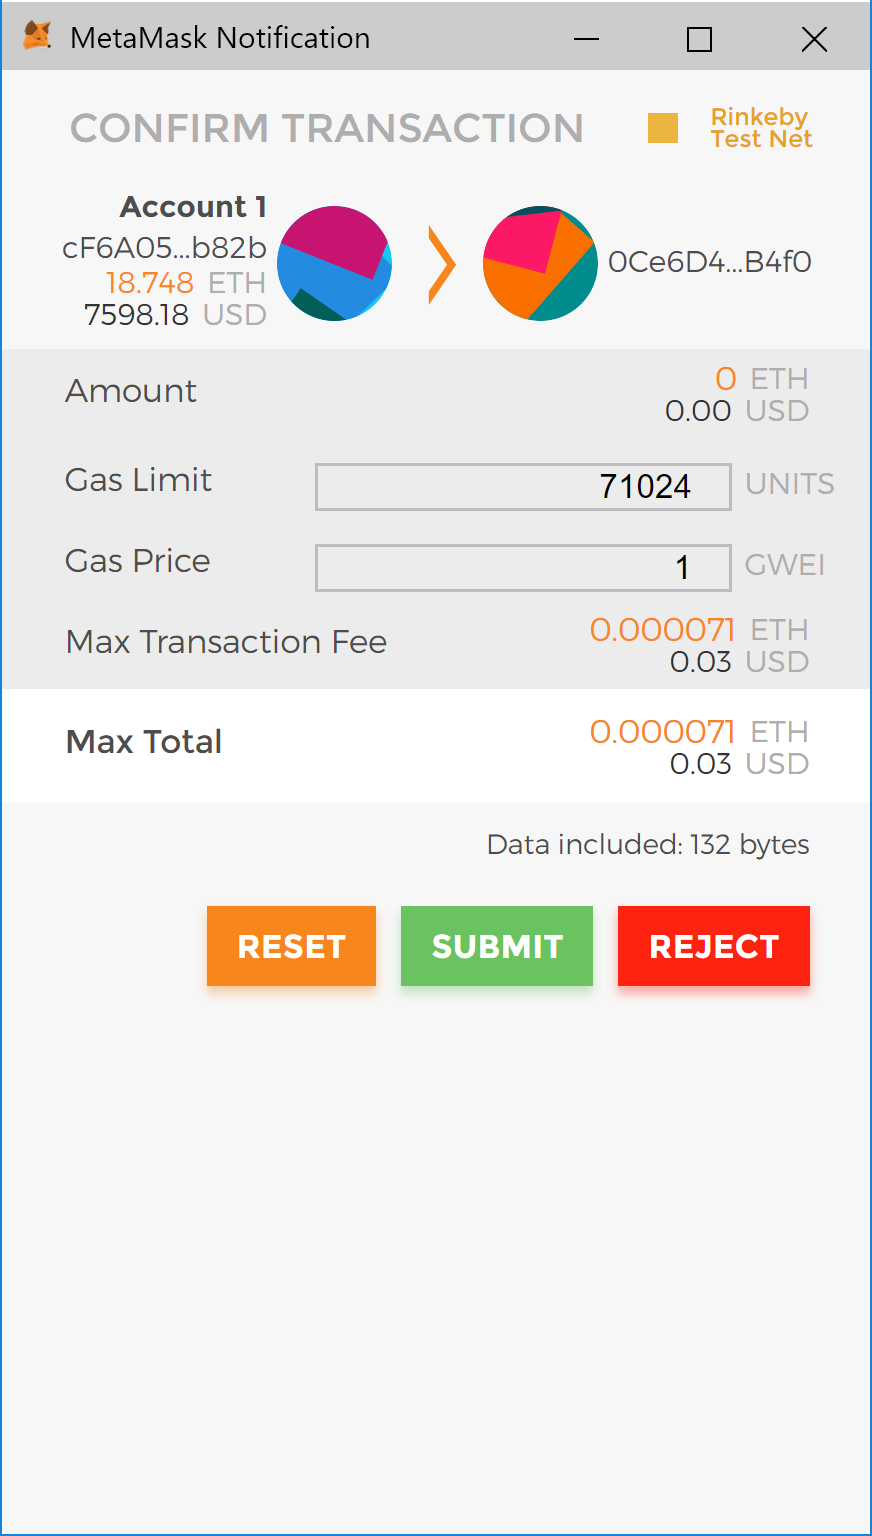 MetaMask Notification
CONFIRM TRANSACTION
Rinkeby
Test Net
Account 1
cF6A05...b82b
18.748 ETH
7598.18 USD
0Ce6D4...B4f0
Amount
0 ETH
0.00 USD
Gas Limit
71024 UNITS
Gas Price
1 GWEI
Max Transaction Fee
0.000071 ETH
0.03 USD
Max Total
0.000071 ETH
0.03 USD
Data included: 132 bytes
RESET SUBMIT REJECT